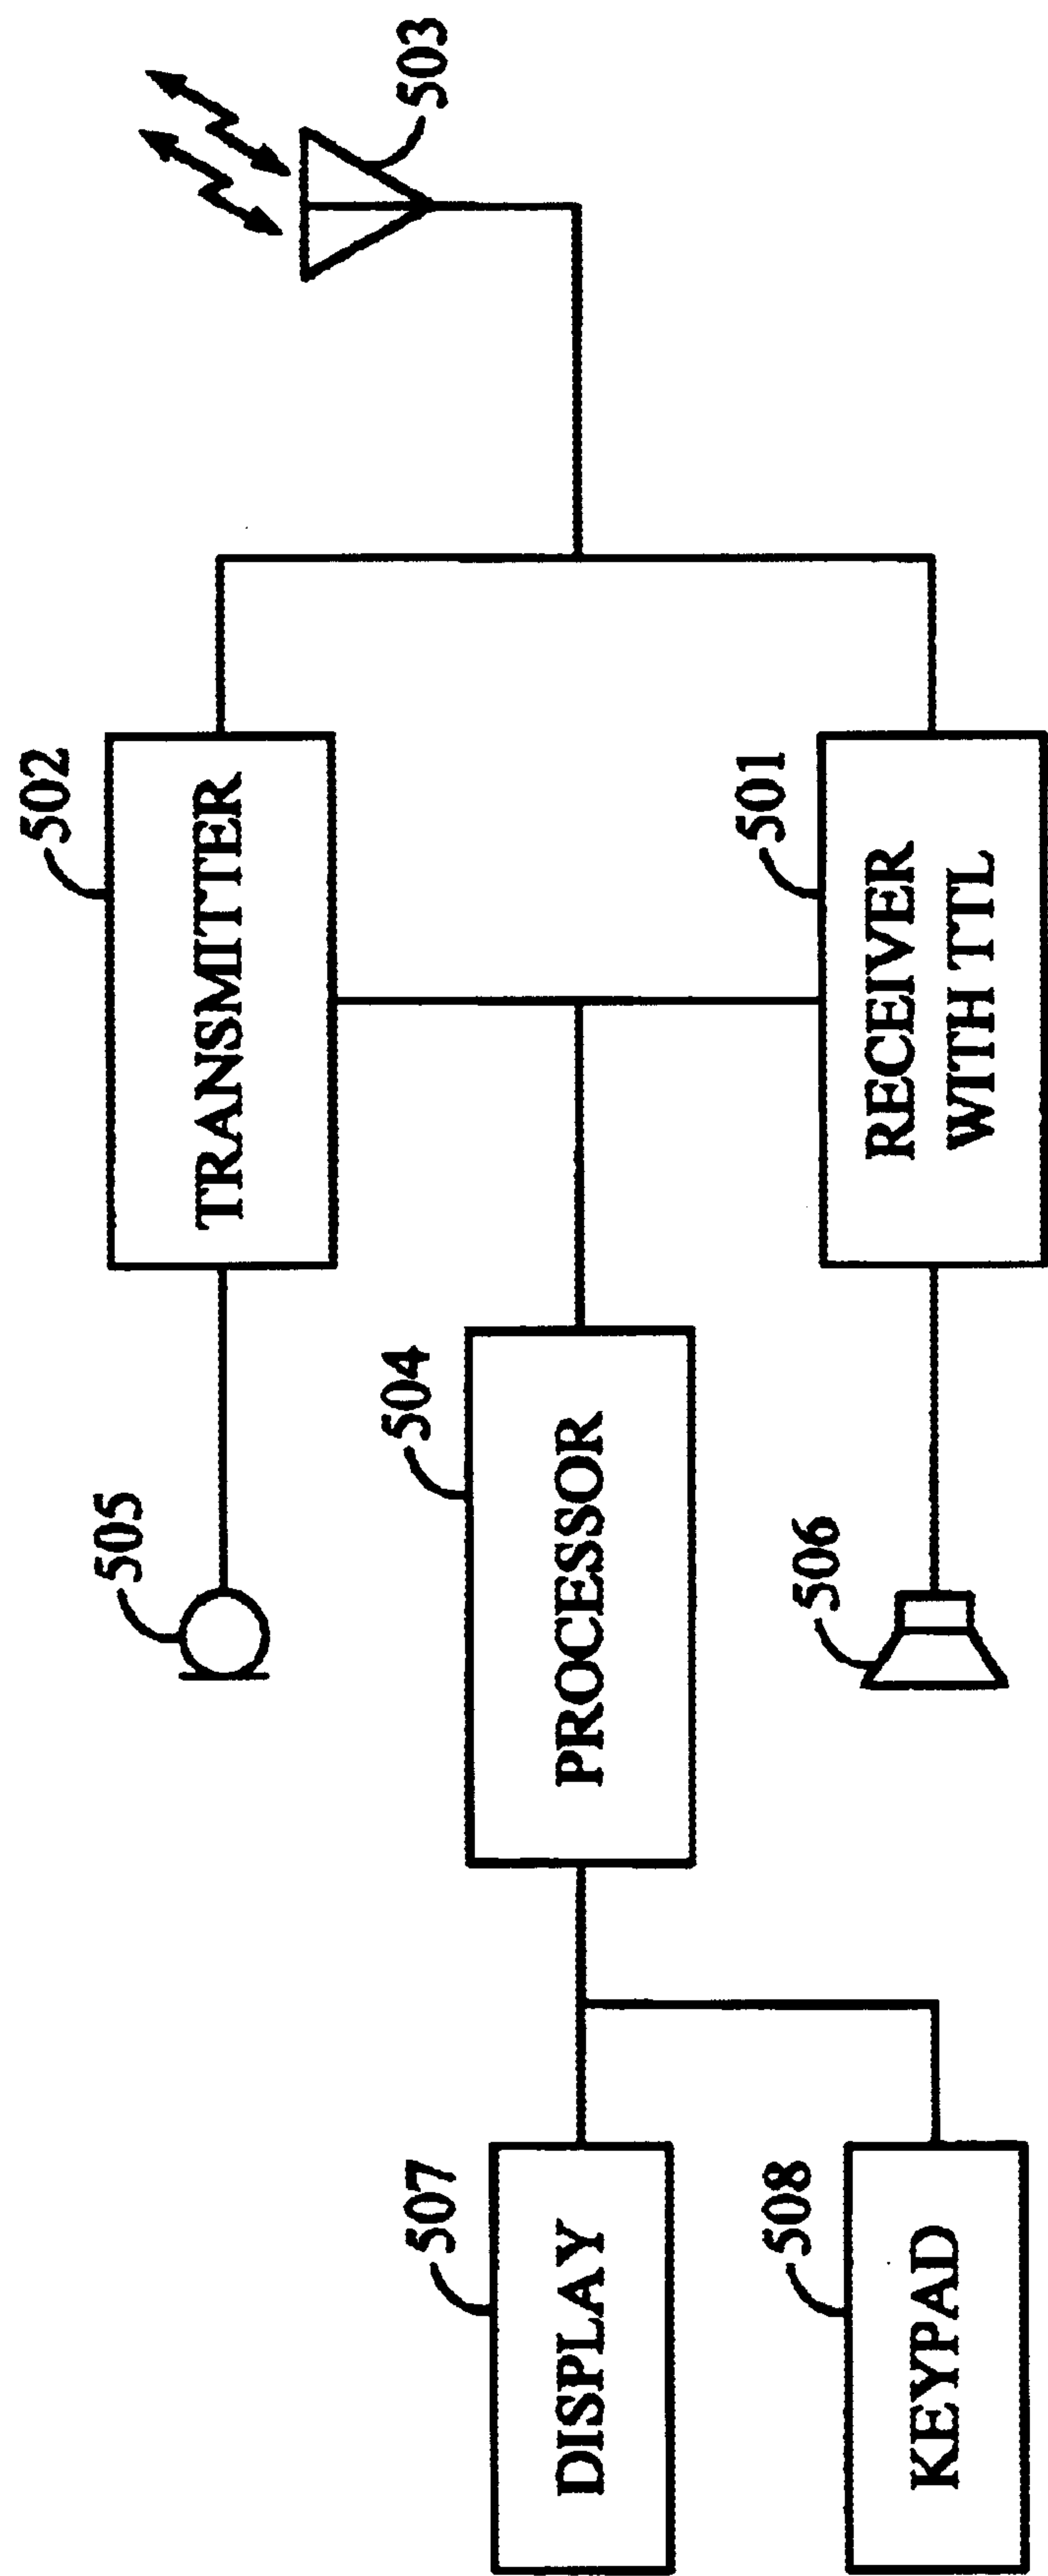 503
502
TRANSMITTER
501
RECEIVER
WITH TTL
505
504
PROCESSOR
506
507
DISPLAY
508
KEYPAD